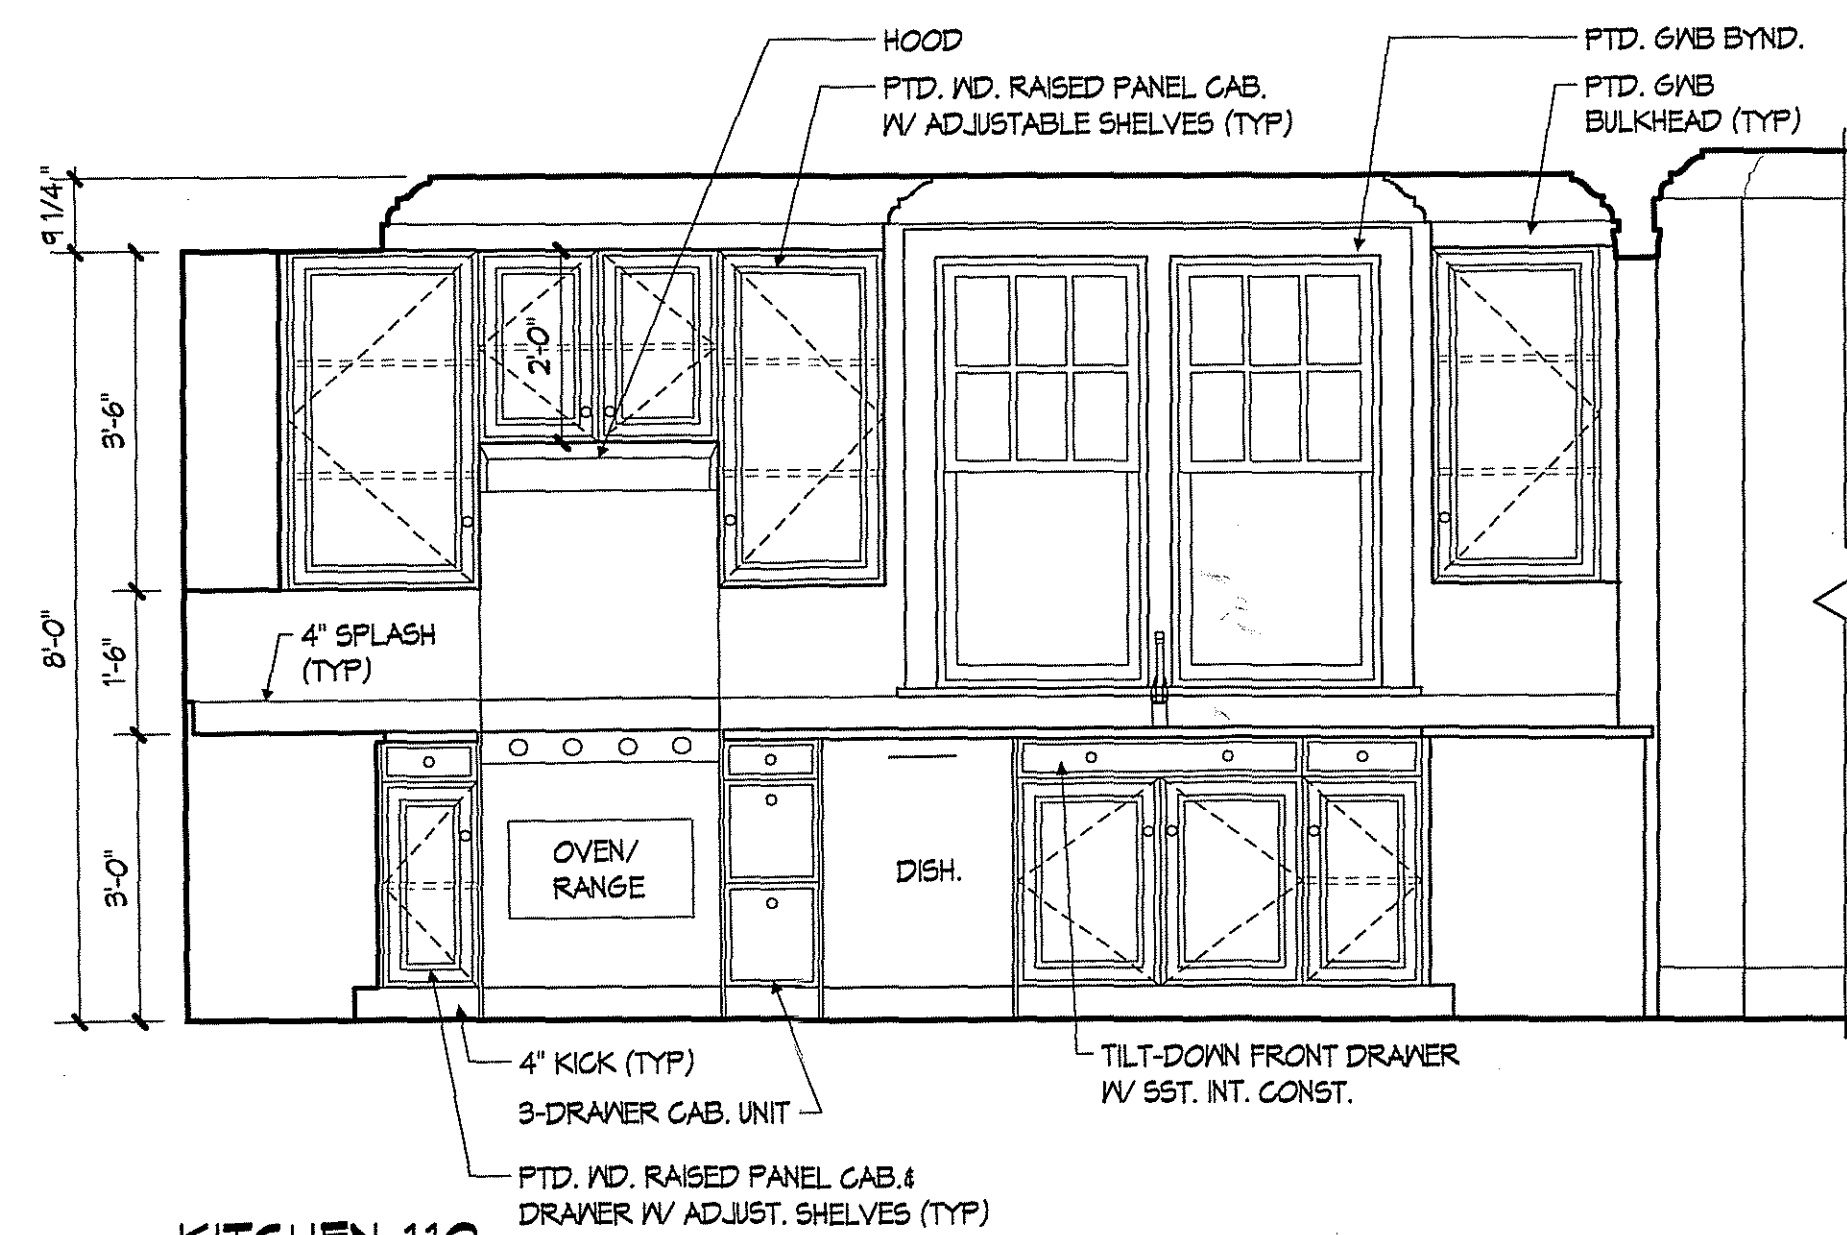 HOOD
PTD. WD. RAISED PANEL CAB.
W/ ADJUSTABLE SHELVES (TYP)
PTD. GWB BYND.
PTD. GWB
BULKHEAD (TYP)
9 1/4"
8'-0"
3'-6"
1'-6"
3'-0"
2'-0"
4" SPLASH
(TYP)
OVEN/
RANGE
DISH.
4" KICK (TYP)
3-DRAWER CAB. UNIT
PTD. WD. RAISED PANEL CAB.&
DRAWER W/ ADJUST. SHELVES (TYP)
TILT-DOWN FRONT DRAWER
W/ SST. INT. CONST.
KITCHEN